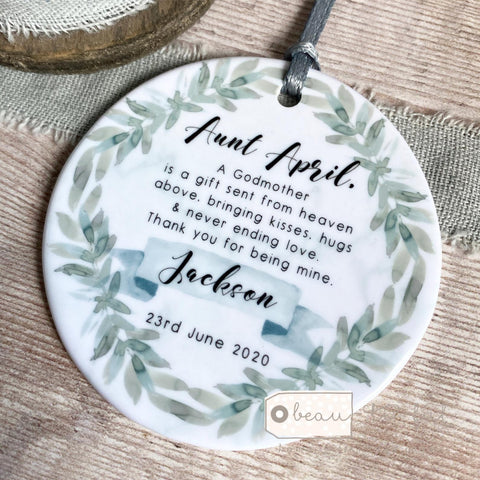 Aunt April,
A Godmother
is a gift sent from heaven
above, bringing kisses, hugs
& never ending love.
Thank you for being mine.
Jackson
23rd June 2020
beau